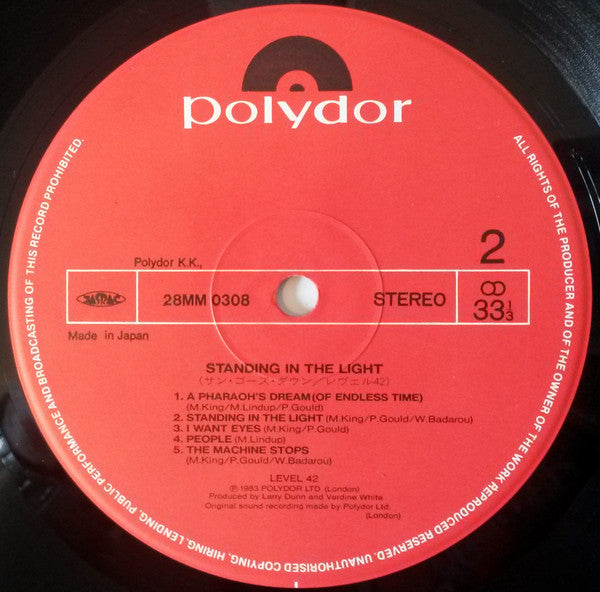 polydor
ALL RIGHTS OF THE PRODUCER AND OF THE OWNER OF THE WORK REPRODUCED RESERVED. UNAUTHORISED COPYING, HIRING, LENDING, PUBLIC PERFORMANCE AND BROADCASTING OF THIS RECORD PROHIBITED.
2
Polydor K.K.,
JASRAC
28MM 0308
STEREO
33 1/3
Made in Japan
STANDING IN THE LIGHT
(サン・ゴース・ダウン/レヴェル42)
1. A PHARAOH'S DREAM(OF ENDLESS TIME)
(M.King/M.Lindup/P.Gould)
2. STANDING IN THE LIGHT (M.King/P.Gould/W.Badarou)
3. I WANT EYES (M.King/P.Gould)
4. PEOPLE (M.Lindup)
5. THE MACHINE STOPS
(M.King/P.Gould/W.Badarou)
LEVEL 42
℗ 1983 POLYDOR LTD (London)
Produced by Larry Dunn and Verdine White
Original sound recording made by Polydor Ltd.
(London)